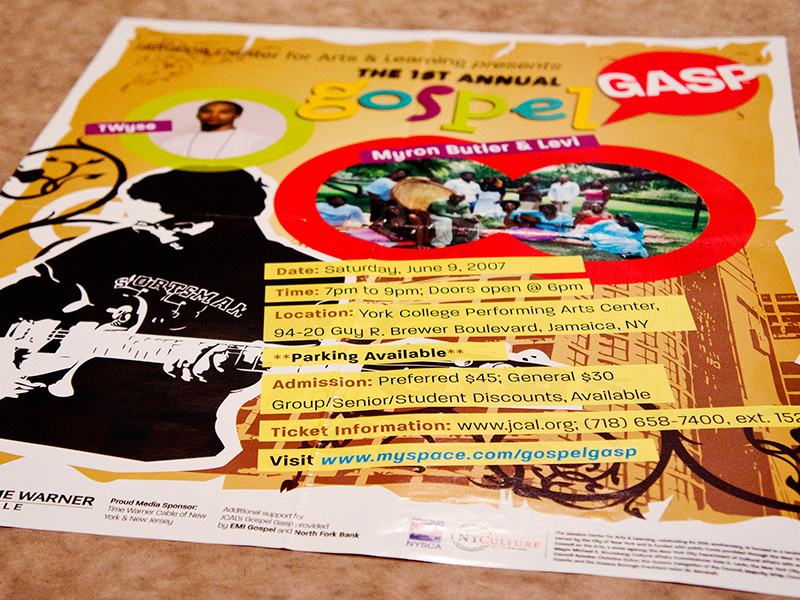 Jamaica Center for Arts & Learning presents
THE 1ST ANNUAL
gospel
GASP
TWyse
Myron Butler & Levi
SORTSMAN
Date: Saturday, June 9, 2007
Time: 7pm to 9pm; Doors open @ 6pm
Location: York College Performing Arts Center,
94-20 Guy R. Brewer Boulevard, Jamaica, NY
**Parking Available**
Admission: Preferred $45; General $30
Group/Senior/Student Discounts, Available
Ticket Information: www.jcal.org; (718) 658-7400, ext. 152
Visit www.myspace.com/gospelgasp
ME WARNER
LE
Proud Media Sponsor:
Time Warner Cable of New
York & New Jersey
Additional support for
JCAL's Gospel Gasp provided
by EMI Gospel and North Fork Bank
NYSCA
NYCULTURE